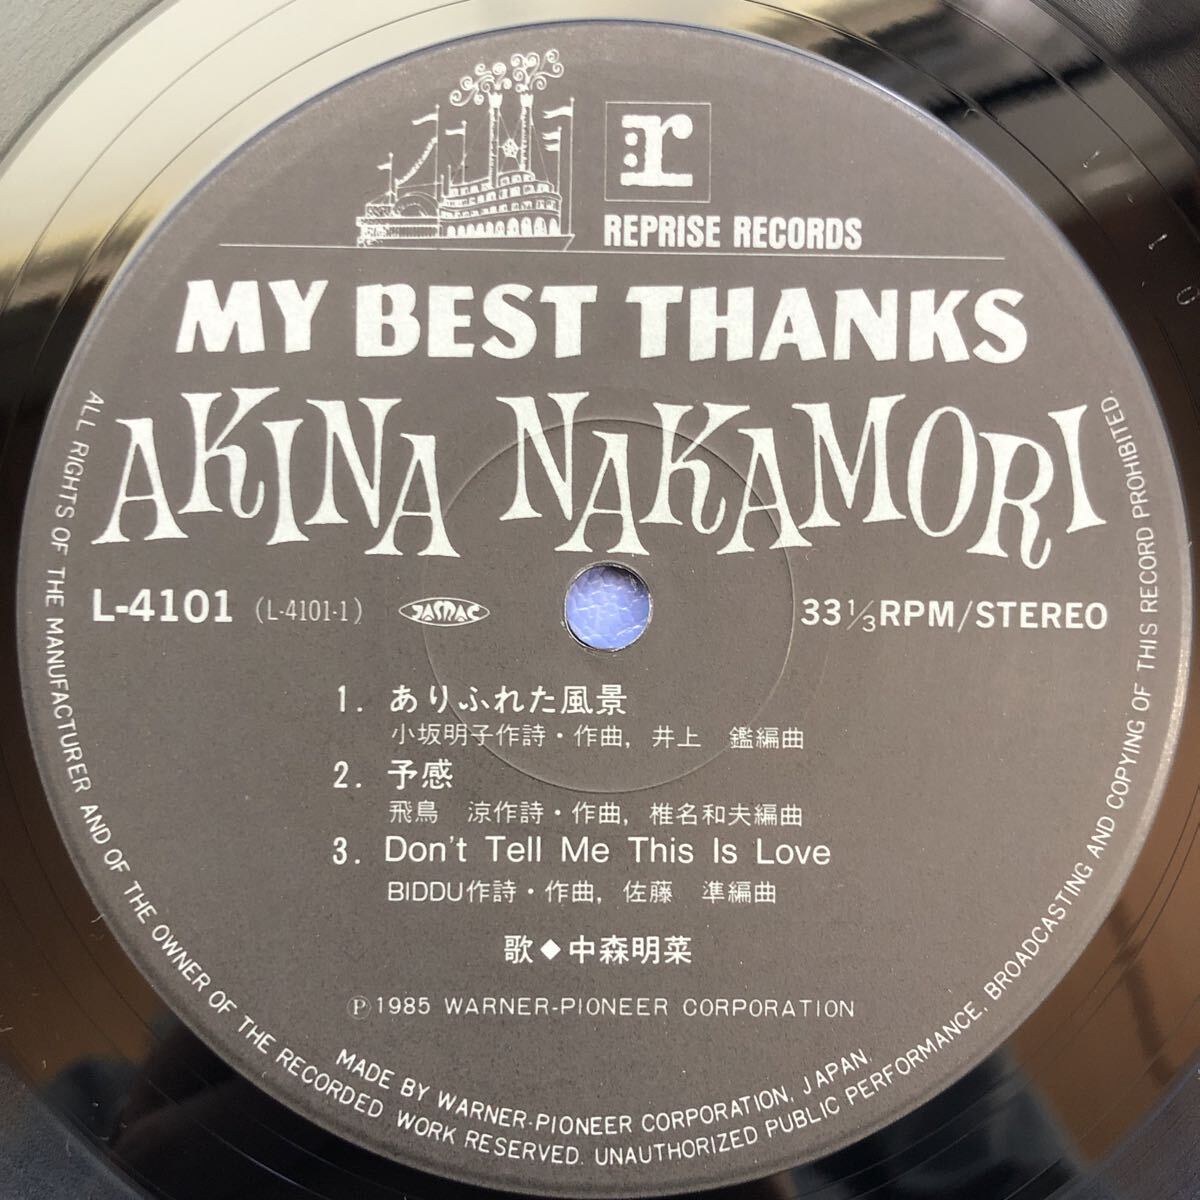 r
REPRISE RECORDS
MY BEST THANKS
AKINA NAKAMORI
L-4101 (L-4101-1) JASRAC 33 1/3 RPM/STEREO
1. ありふれた風景
小坂明子作詩・作曲, 井上 鑑編曲
2. 予感
飛鳥 涼作詩・作曲, 椎名和夫編曲
3. Don't Tell Me This Is Love
BIDDU作詩・作曲, 佐藤 準編曲
歌◆中森明菜
Ⓟ1985 WARNER-PIONEER CORPORATION
MADE BY WARNER-PIONEER CORPORATION, JAPAN.
ALL RIGHTS OF THE MANUFACTURER AND OF THE OWNER OF THE RECORDED WORK RESERVED. UNAUTHORIZED PUBLIC PERFORMANCE, BROADCASTING AND COPYING OF THIS RECORD PROHIBITED.